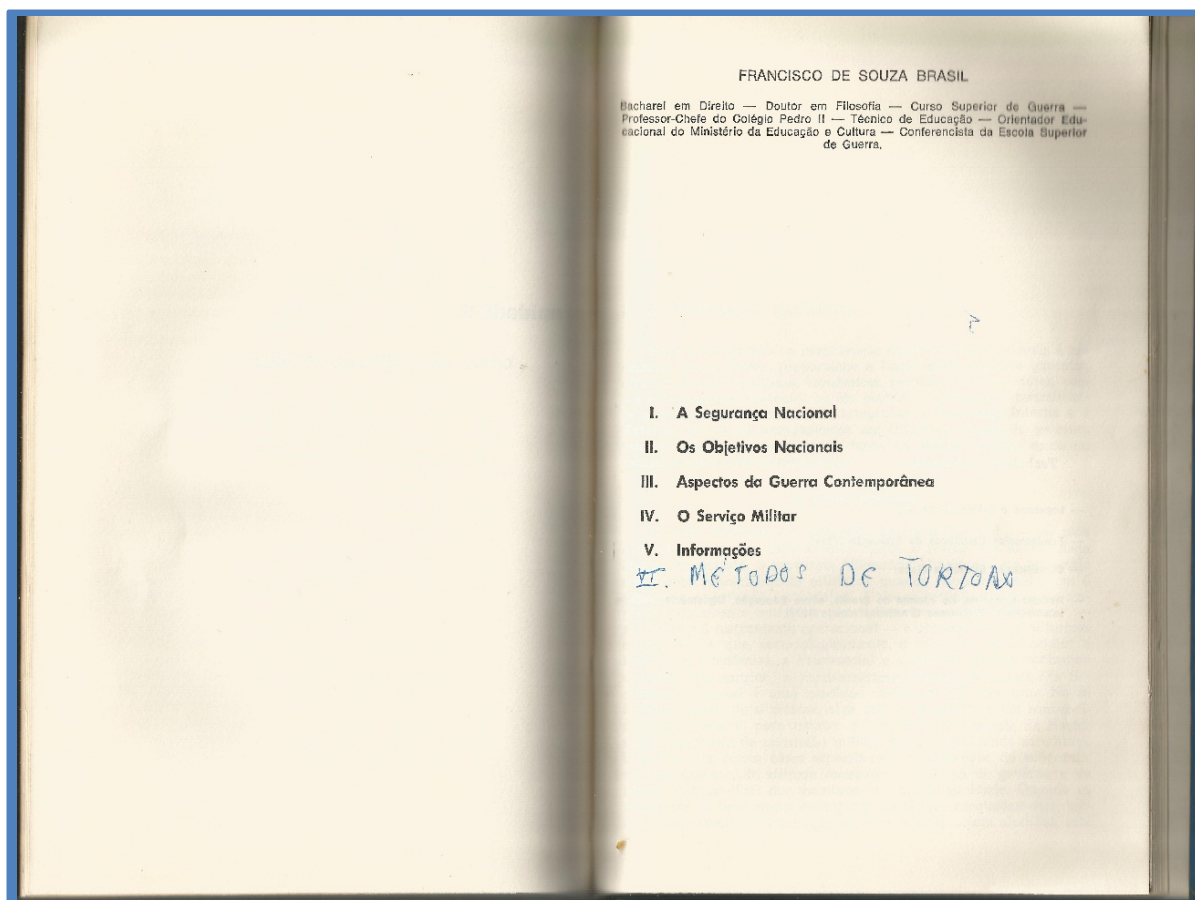 FRANCISCO DE SOUZA BRASIL
Bacharel em Direito — Doutor em Filosofia — Curso Superior de Guerra —
Professor-Chefe do Colégio Pedro II — Técnico de Educação — Orientador Edu-
cacional do Ministério da Educação e Cultura — Conferencista da Escola Superior
de Guerra.
I. A Segurança Nacional
II. Os Objetivos Nacionais
III. Aspectos da Guerra Contemporânea
IV. O Serviço Militar
V. Informações
VI. MÉTODOS DE